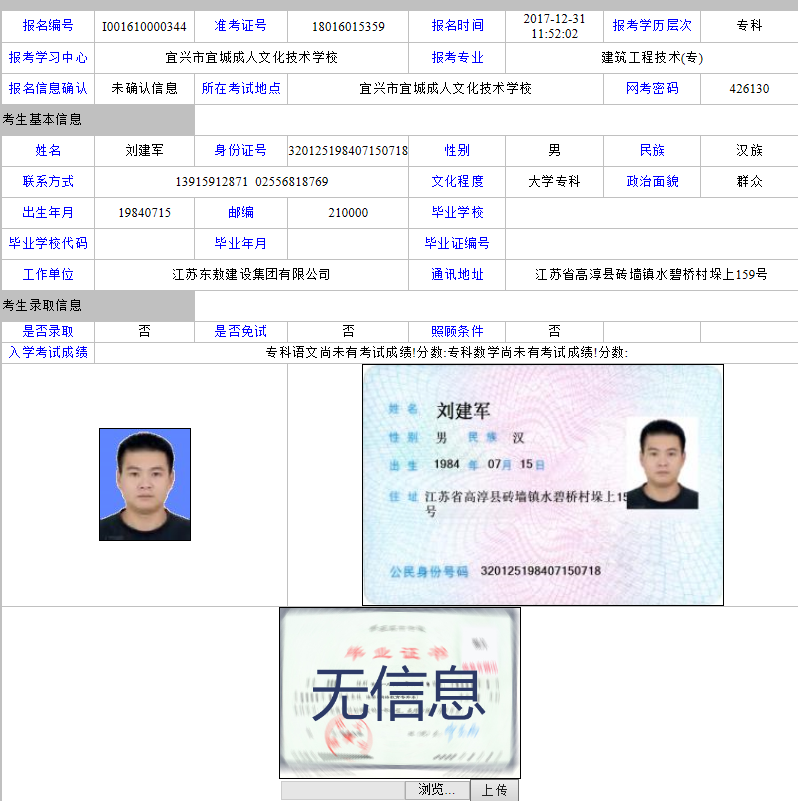 报名编号 I001610000344 准考证号 18016015359 报名时间 2017-12-31 11:52:02 报考学历层次 专科
报考学习中心 宜兴市宜城成人文化技术学校 报考专业 建筑工程技术(专)
报名信息确认 未确认信息 所在考试地点 宜兴市宜城成人文化技术学校 网考密码 426130
考生基本信息
姓名 刘建军 身份证号 320125198407150718 性别 男 民族 汉族
联系方式 13915912871 02556818769 文化程度 大学专科 政治面貌 群众
出生年月 19840715 邮编 210000 毕业学校
毕业学校代码 毕业年月 毕业证编号
工作单位 江苏东敖建设集团有限公司 通讯地址 江苏省高淳县砖墙镇水碧桥村垛上159号
考生录取信息
是否录取 否 是否免试 否 照顾条件 否
入学考试成绩 专科语文尚未有考试成绩!分数:专科数学尚未有考试成绩!分数:
姓名 刘建军
性别 男 民族 汉
出生 1984 年 07月 15日
住址 江苏省高淳县砖墙镇水碧桥村垛上15
号
公民身份号码 320125198407150718
毕业证书
无信息
浏览... 上传